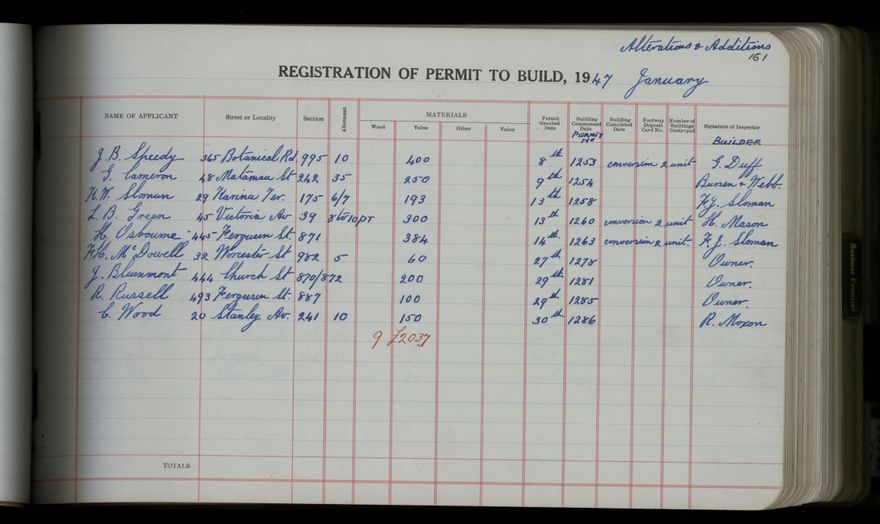 Alterations & Additions
161
REGISTRATION OF PERMIT TO BUILD, 1947 January
NAME OF APPLICANT Street or Locality Section Allotment MATERIALS Wood Value Other Value Permit Granted Date Building Commenced Date Permit No Building Completed Date Footway Deposit Card No. Number of Buildings Destroyed Signature of Inspector BUILDER
J. B. Speedy 365 Botanical Rd. 995 10 400 8th 1253 conversion 2 unit G. Duff
G. Cameron 48 Matamau St 242 35 250 9th 1254 Bunsen & Webb.
H. W. Sloman 29 Ter. 175 6/7 193 13th 1258 F. J. Sloman
L. B. Green 45 Victoria Av 39 8 to 10 PT 300 13th 1260 conversion 2 unit H. Mason
H. Osbourne 445 Ferguson St. 871 384 14th 1263 conversion 2 unit. F. J. Sloman
F. H. McDowell 32 Worcester St 982 5 60 27th 1278 Owner.
J. Blummont 444 Church St 870/872 200 29th 1281 Owner.
R. Russell 493 Ferguson St. 887 100 29th 1285 Owner.
C. Wood 20 Stanley Av. 241 10 150 30th 1286 R. Moxon
9 £2037
TOTALS